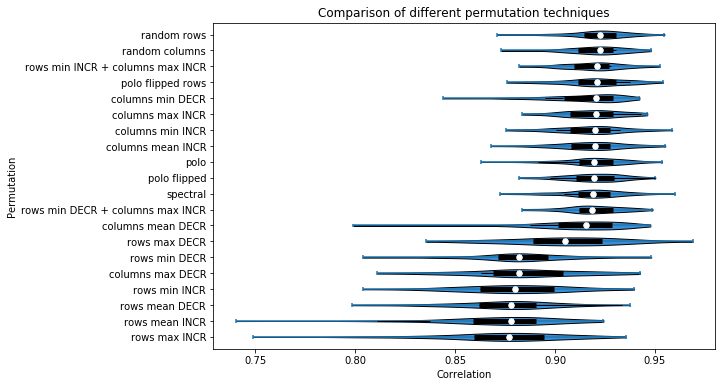 Comparison of different permutation techniques
Permutation
random rows
random columns
rows min INCR + columns max INCR
polo flipped rows
columns min DECR
columns max INCR
columns min INCR
columns mean INCR
polo
polo flipped
spectral
rows min DECR + columns max INCR
columns mean DECR
rows max DECR
rows min DECR
columns max DECR
rows min INCR
rows mean DECR
rows mean INCR
rows max INCR
0.75 0.80 0.85 0.90 0.95
Correlation